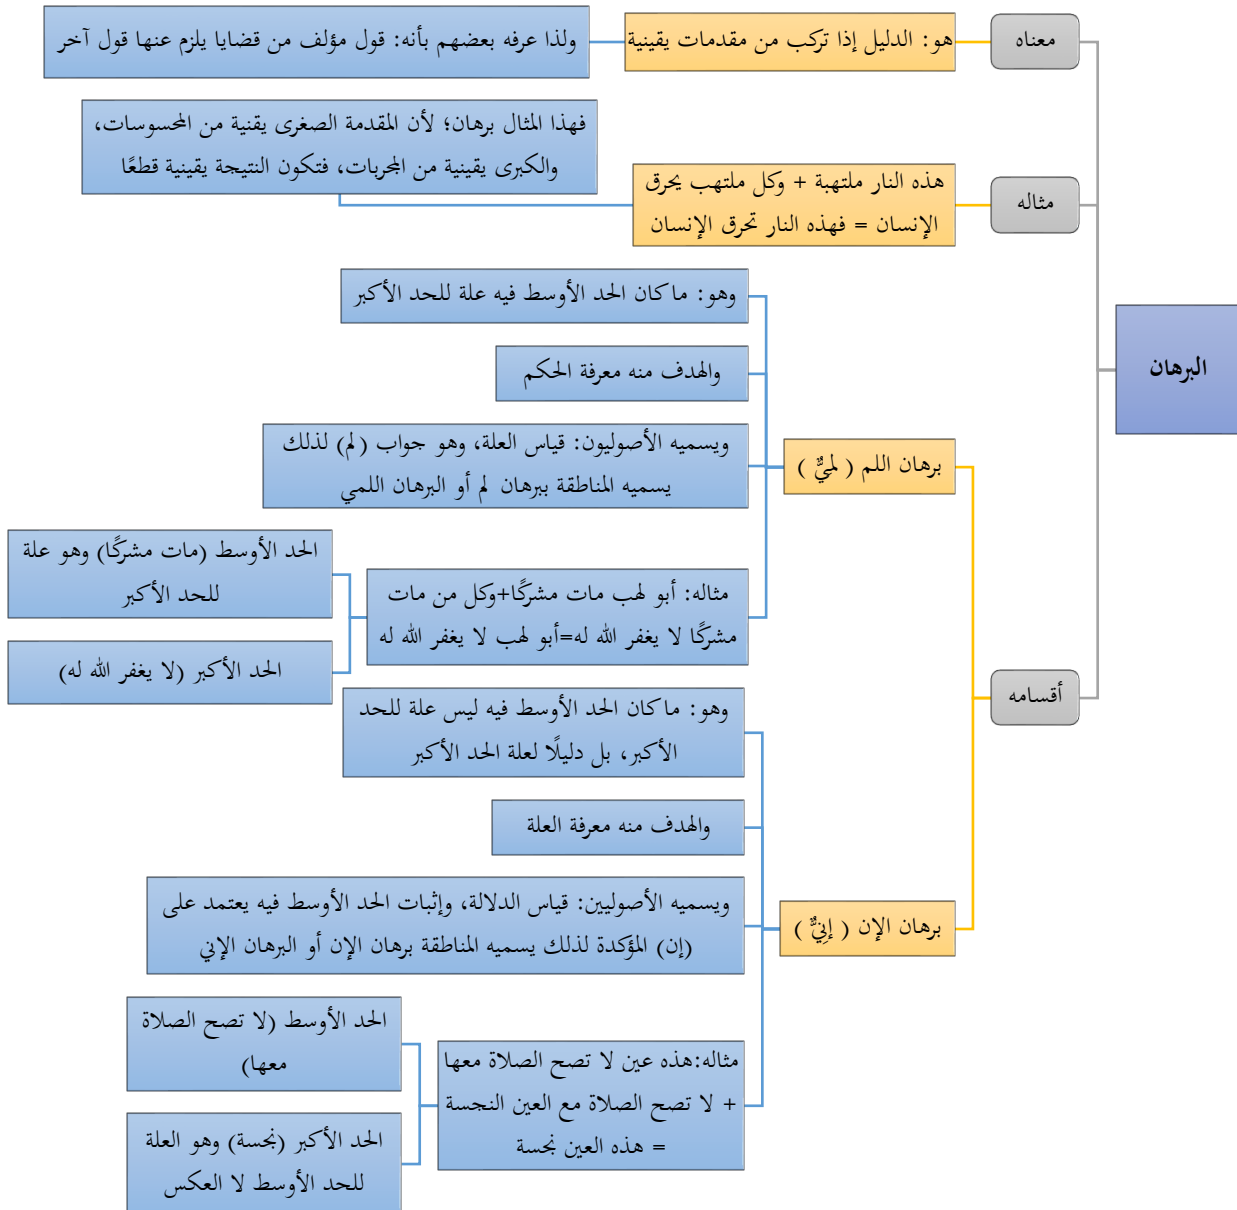 البرهان
معناه
هو: الدليل إذا تركب من مقدمات يقينية
ولذا عرفه بعضهم بأنه: قول مؤلف من قضايا يلزم عنها قول آخر
مثاله
هذه النار ملتهبة + وكل ملتهب يحرق
الإنسان = فهذه النار تحرق الإنسان
فهذا المثال برهان؛ لأن المقدمة الصغرى يقنية من المحسوسات،
والكبرى يقينية من المجربات، فتكون النتيجة يقينية قطعًا
أقسامه
برهان اللم ( لميٌّ )
وهو: ماكان الحد الأوسط فيه علة للحد الأكبر
والهدف منه معرفة الحكم
ويسميه الأصوليون: قياس العلة، وهو جواب (لم) لذلك
يسميه المناطقة ببرهان لم أو البرهان اللمي
مثاله: أبو لهب مات مشركًا+وكل من مات
مشركًا لا يغفر الله له=أبو لهب لا يغفر الله له
الحد الأوسط (مات مشركًا) وهو علة
للحد الأكبر
الحد الأكبر (لا يغفر الله له)
برهان الإن ( إنيٌّ )
وهو: ماكان الحد الأوسط فيه ليس علة للحد
الأكبر، بل دليلًا لعلة الحد الأكبر
والهدف منه معرفة العلة
ويسميه الأصوليين: قياس الدلالة، وإثبات الحد الأوسط فيه يعتمد على
(إن) المؤكدة لذلك يسميه المناطقة برهان الإن أو البرهان الإني
مثاله:هذه عين لا تصح الصلاة معها
+ لا تصح الصلاة مع العين النجسة
= هذه العين نجسة
الحد الأوسط (لا تصح الصلاة
معها)
الحد الأكبر (نجسة) وهو العلة
للحد الأوسط لا العكس